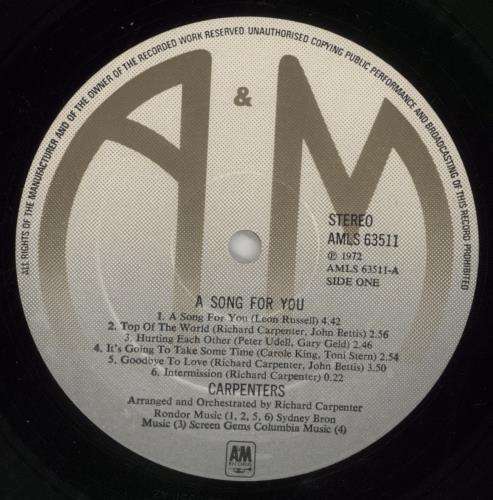 ALL RIGHTS OF THE MANUFACTURER AND OF THE OWNER OF THE RECORDED WORK RESERVED. UNAUTHORISED COPYING PUBLIC PERFORMANCE AND BROADCASTING OF THIS RECORD PROHIBITED
A & M
STEREO
AMLS 63511
℗ 1972
AMLS 63511-A
SIDE ONE
A SONG FOR YOU
1. A Song For You (Leon Russell) 4.42
2. Top Of The World (Richard Carpenter, John Bettis) 2.56
3. Hurting Each Other (Peter Udell, Gary Geld) 2.46
4. It's Going To Take Some Time (Carole King, Toni Stern) 2.54
5. Goodbye To Love (Richard Carpenter, John Bettis) 3.50
6. Intermission (Richard Carpenter) 0.22
CARPENTERS
Arranged and Orchestrated by Richard Carpenter
Rondor Music (1, 2, 5, 6) Sydney Bron
Music (3) Screen Gems Columbia Music (4)
A&M
RECORDS